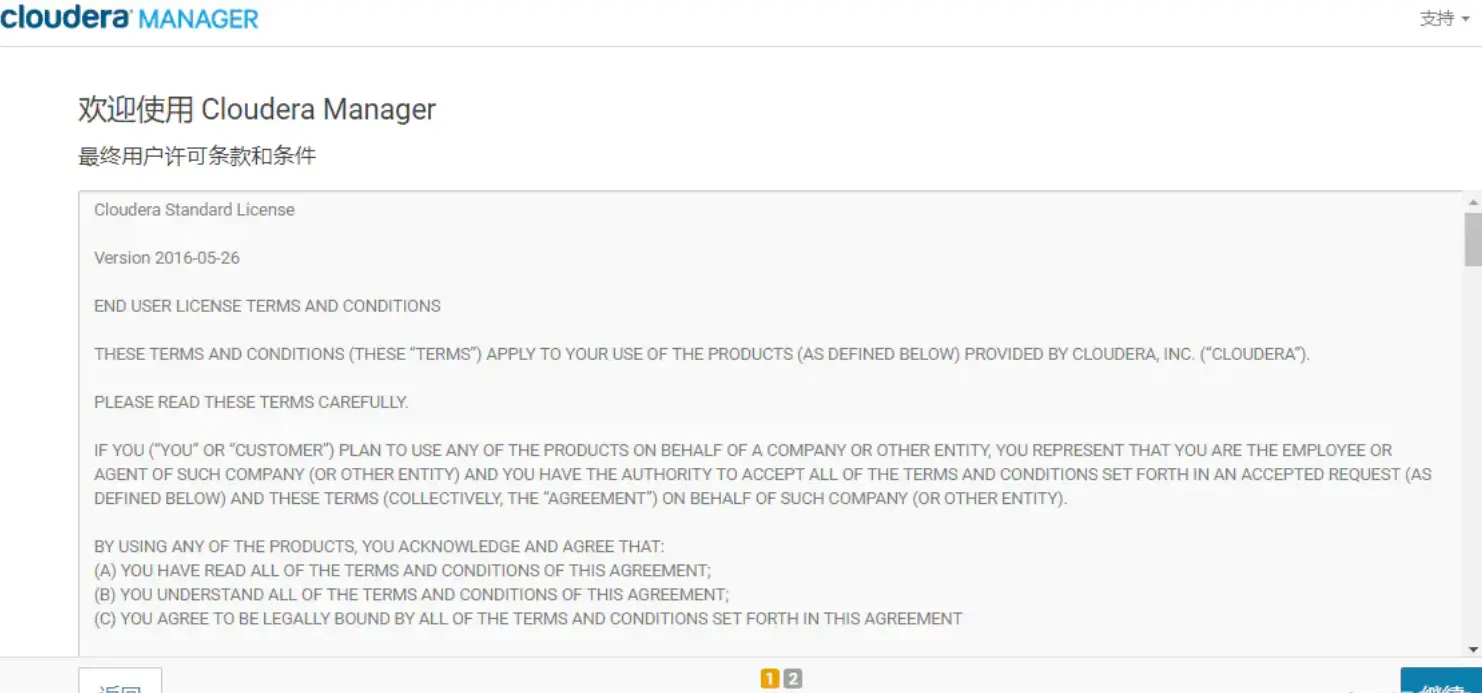 cloudera MANAGER
支持
欢迎使用 Cloudera Manager
最终用户许可条款和条件
Cloudera Standard License
Version 2016-05-26
END USER LICENSE TERMS AND CONDITIONS
THESE TERMS AND CONDITIONS (THESE “TERMS”) APPLY TO YOUR USE OF THE PRODUCTS (AS DEFINED BELOW) PROVIDED BY CLOUDERA, INC. (“CLOUDERA”).
PLEASE READ THESE TERMS CAREFULLY.
IF YOU (“YOU” OR “CUSTOMER”) PLAN TO USE ANY OF THE PRODUCTS ON BEHALF OF A COMPANY OR OTHER ENTITY, YOU REPRESENT THAT YOU ARE THE EMPLOYEE OR
AGENT OF SUCH COMPANY (OR OTHER ENTITY) AND YOU HAVE THE AUTHORITY TO ACCEPT ALL OF THE TERMS AND CONDITIONS SET FORTH IN AN ACCEPTED REQUEST (AS
DEFINED BELOW) AND THESE TERMS (COLLECTIVELY, THE “AGREEMENT”) ON BEHALF OF SUCH COMPANY (OR OTHER ENTITY).
BY USING ANY OF THE PRODUCTS, YOU ACKNOWLEDGE AND AGREE THAT:
(A) YOU HAVE READ ALL OF THE TERMS AND CONDITIONS OF THIS AGREEMENT;
(B) YOU UNDERSTAND ALL OF THE TERMS AND CONDITIONS OF THIS AGREEMENT;
(C) YOU AGREE TO BE LEGALLY BOUND BY ALL OF THE TERMS AND CONDITIONS SET FORTH IN THIS AGREEMENT
返回
1 2
继续